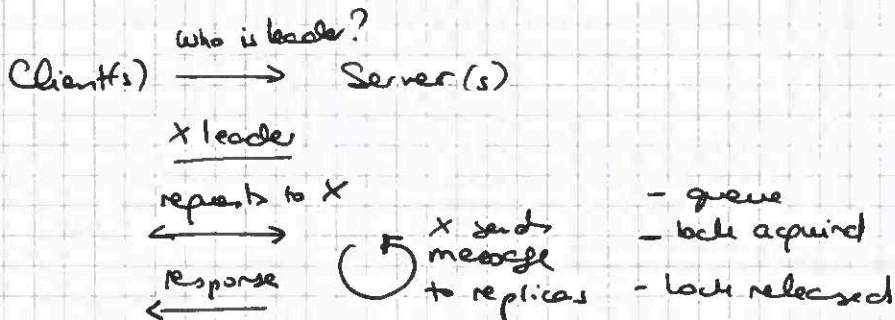 who is leader?
Client(s) Server(s)
X leader
requests to X
response
X sends
message
to replicas
- queue
- lock acquired
- lock released